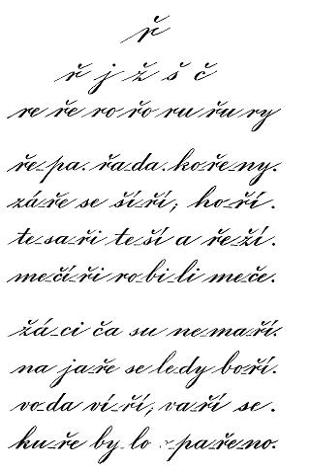 ř
ř j ž š č
re ře ro řo ru řu ry
ře-pa. řa-da. ko-ře-ny.
zá-ře se ší-ří; ho-ří.
te-sa-ři te-ší a ře-ží.
me-čí-ři ro-bi-li me-če.
žá-ci ča su ne-ma-ří.
na ja-ře se le-dy bo-ří.
vo-da ví-ří; va-ří se.
ku-ře by-lo pa-ře-no.